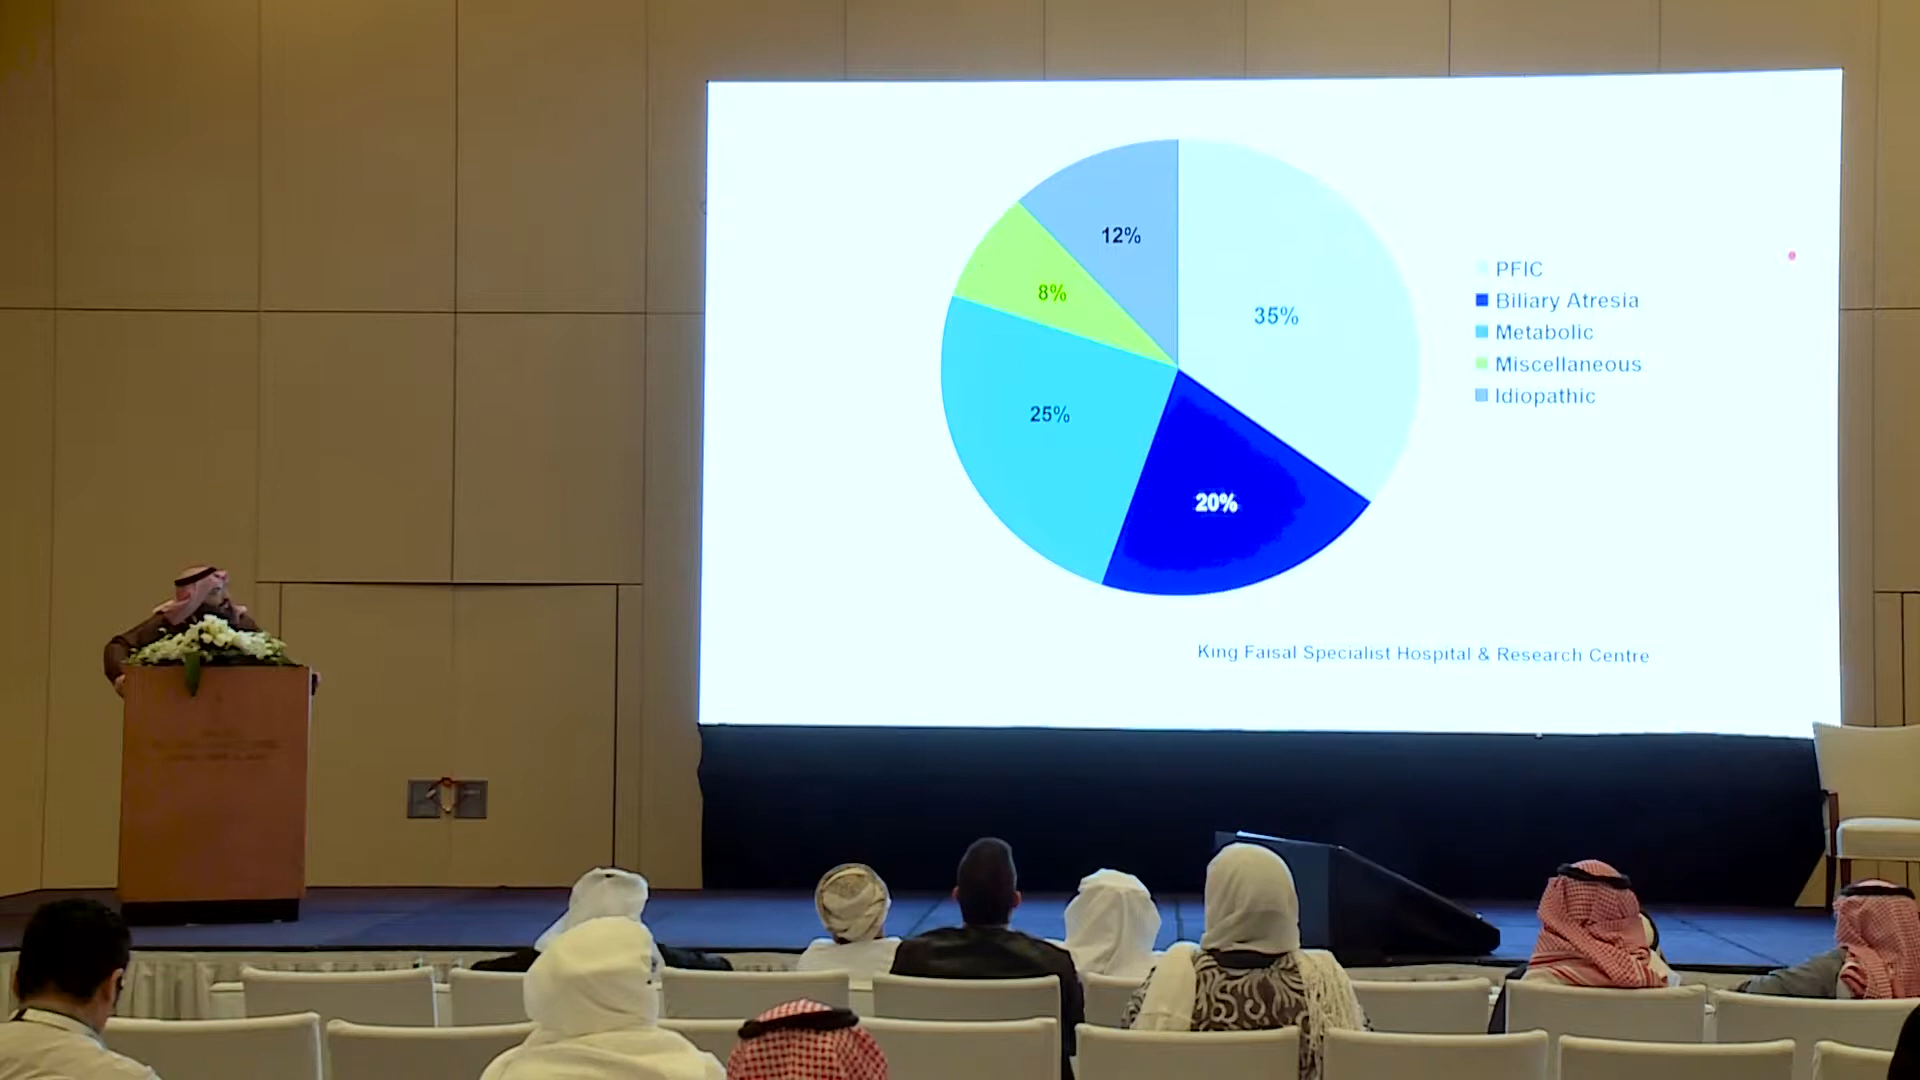 12%
35%
8%
25%
20%
PFIC
Biliary Atresia
Metabolic
Miscellaneous
Idiopathic
King Faisal Specialist Hospital & Research Centre